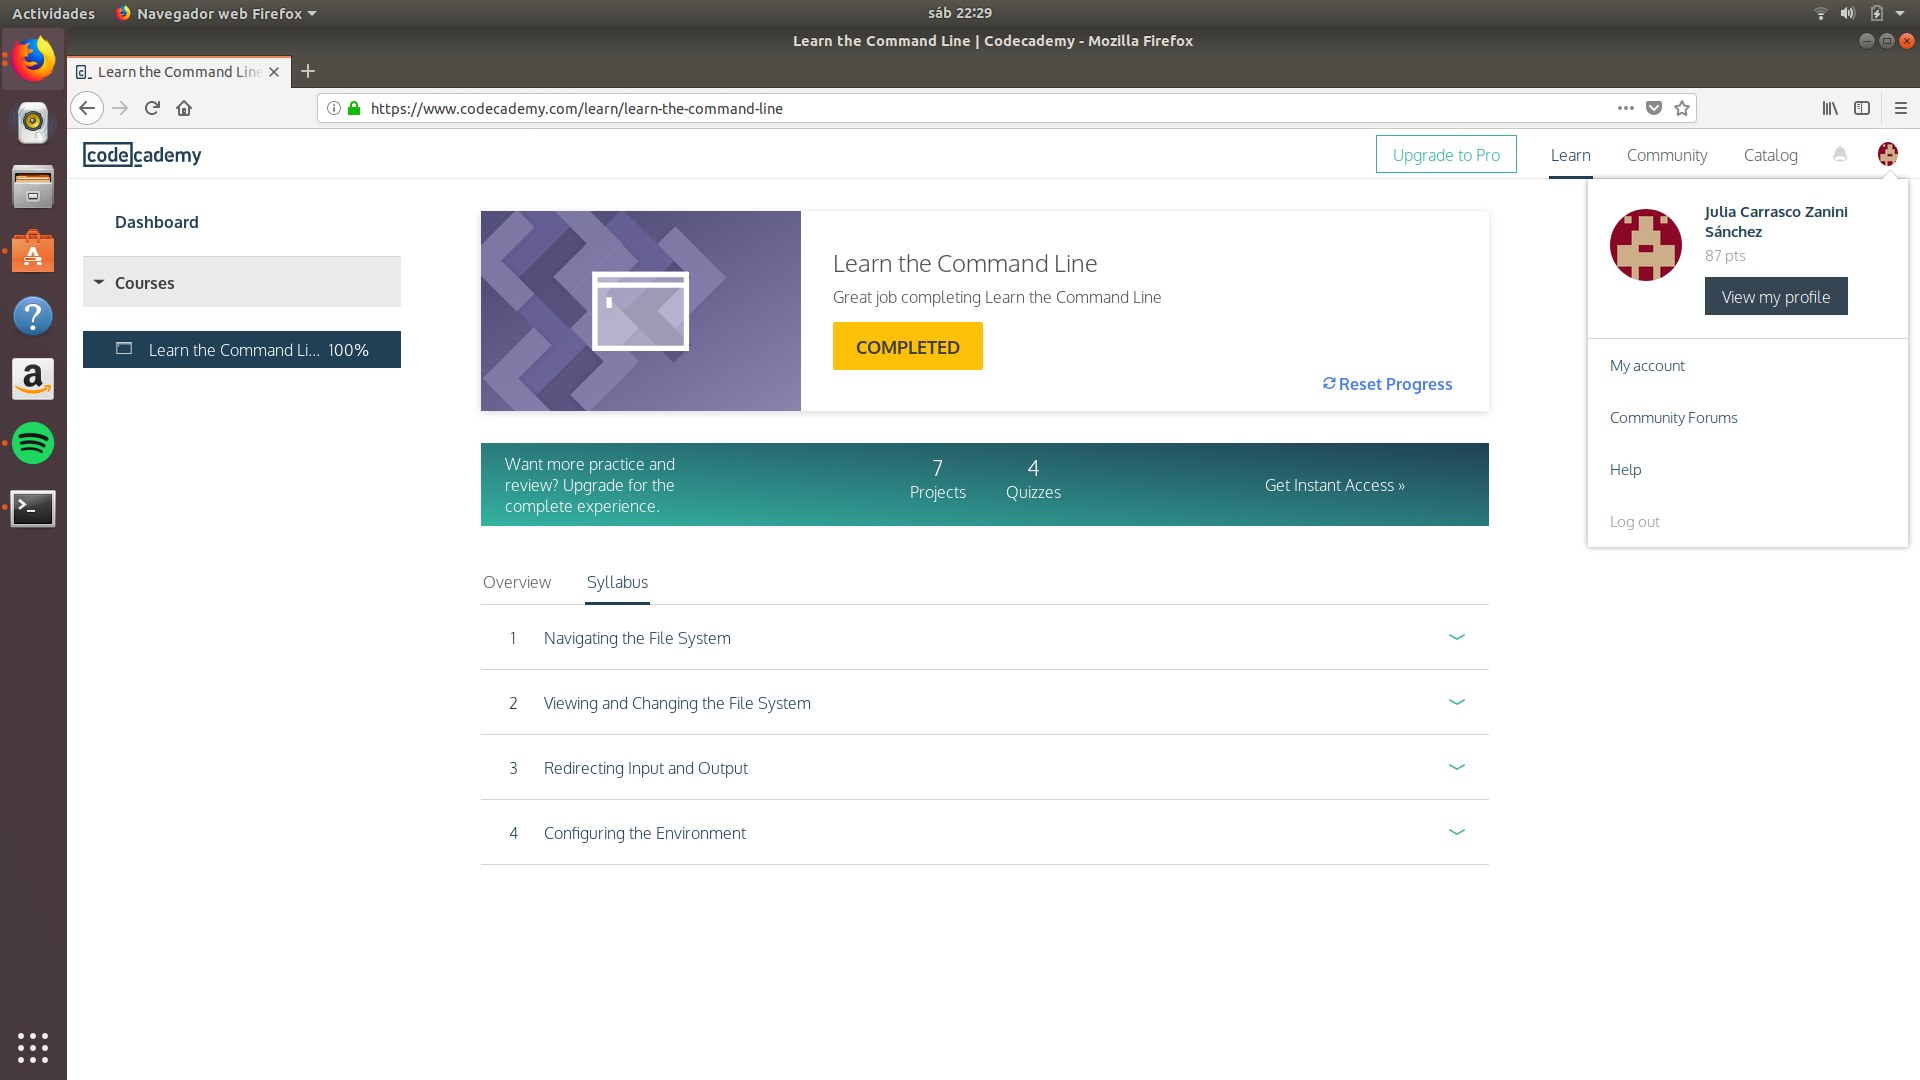 Actividades
Navegador web Firefox
sáb 22:29
Learn the Command Line | Codecademy - Mozilla Firefox
Learn the Command Line
https://www.codecademy.com/learn/learn-the-command-line
codecademy
Upgrade to Pro
Learn
Community
Catalog
Dashboard
Courses
Learn the Command Li... 100%
Learn the Command Line
Great job completing Learn the Command Line
COMPLETED
Reset Progress
Want more practice and
review? Upgrade for the
complete experience.
7
Projects
4
Quizzes
Get Instant Access »
Overview
Syllabus
1 Navigating the File System
2 Viewing and Changing the File System
3 Redirecting Input and Output
4 Configuring the Environment
Julia Carrasco Zanini
Sánchez
87 pts
View my profile
My account
Community Forums
Help
Log out